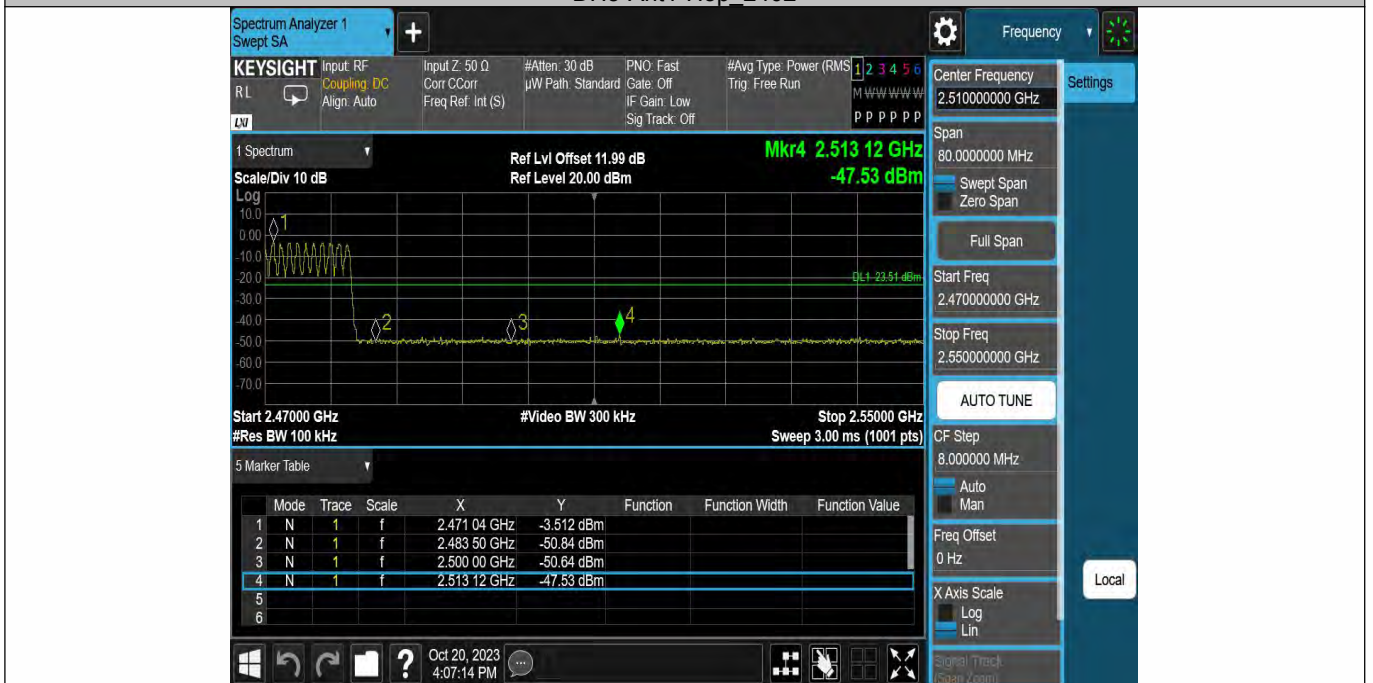 Spectrum Analyzer 1
Swept SA
+
Frequency
KEYSIGHT
RL
LXI
Input: RF
Coupling: DC
Align: Auto
Input Z: 50 Ω
Corr CCorr
Freq Ref: Int (S)
#Atten: 30 dB
µW Path: Standard
PNO: Fast
Gate: Off
IF Gain: Low
Sig Track: Off
#Avg Type: Power (RMS
Trig: Free Run
1 2 3 4 5 6
M W W W W W
P P P P P P
1 Spectrum
Scale/Div 10 dB
Ref Lvl Offset 11.99 dB
Ref Level 20.00 dBm
Mkr4 2.513 12 GHz
-47.53 dBm
Log
10.0
0.00
-10.0
-20.0
-30.0
-40.0
-50.0
-60.0
-70.0
1
2
3
4
DL1 -23.51 dBm
Start 2.47000 GHz
#Res BW 100 kHz
#Video BW 300 kHz
Stop 2.55000 GHz
Sweep 3.00 ms (1001 pts)
5 Marker Table
Mode Trace Scale X Y Function Function Width Function Value
1 N 1 f 2.471 04 GHz -3.512 dBm
2 N 1 f 2.483 50 GHz -50.84 dBm
3 N 1 f 2.500 00 GHz -50.64 dBm
4 N 1 f 2.513 12 GHz -47.53 dBm
5
6
Oct 20, 2023
4:07:14 PM
?
Center Frequency
2.510000000 GHz
Settings
Span
80.0000000 MHz
Swept Span
Zero Span
Full Span
Start Freq
2.470000000 GHz
Stop Freq
2.550000000 GHz
AUTO TUNE
CF Step
8.000000 MHz
Auto
Man
Freq Offset
0 Hz
X Axis Scale
Log
Lin
Signal Track
(Span Zoom)
Local